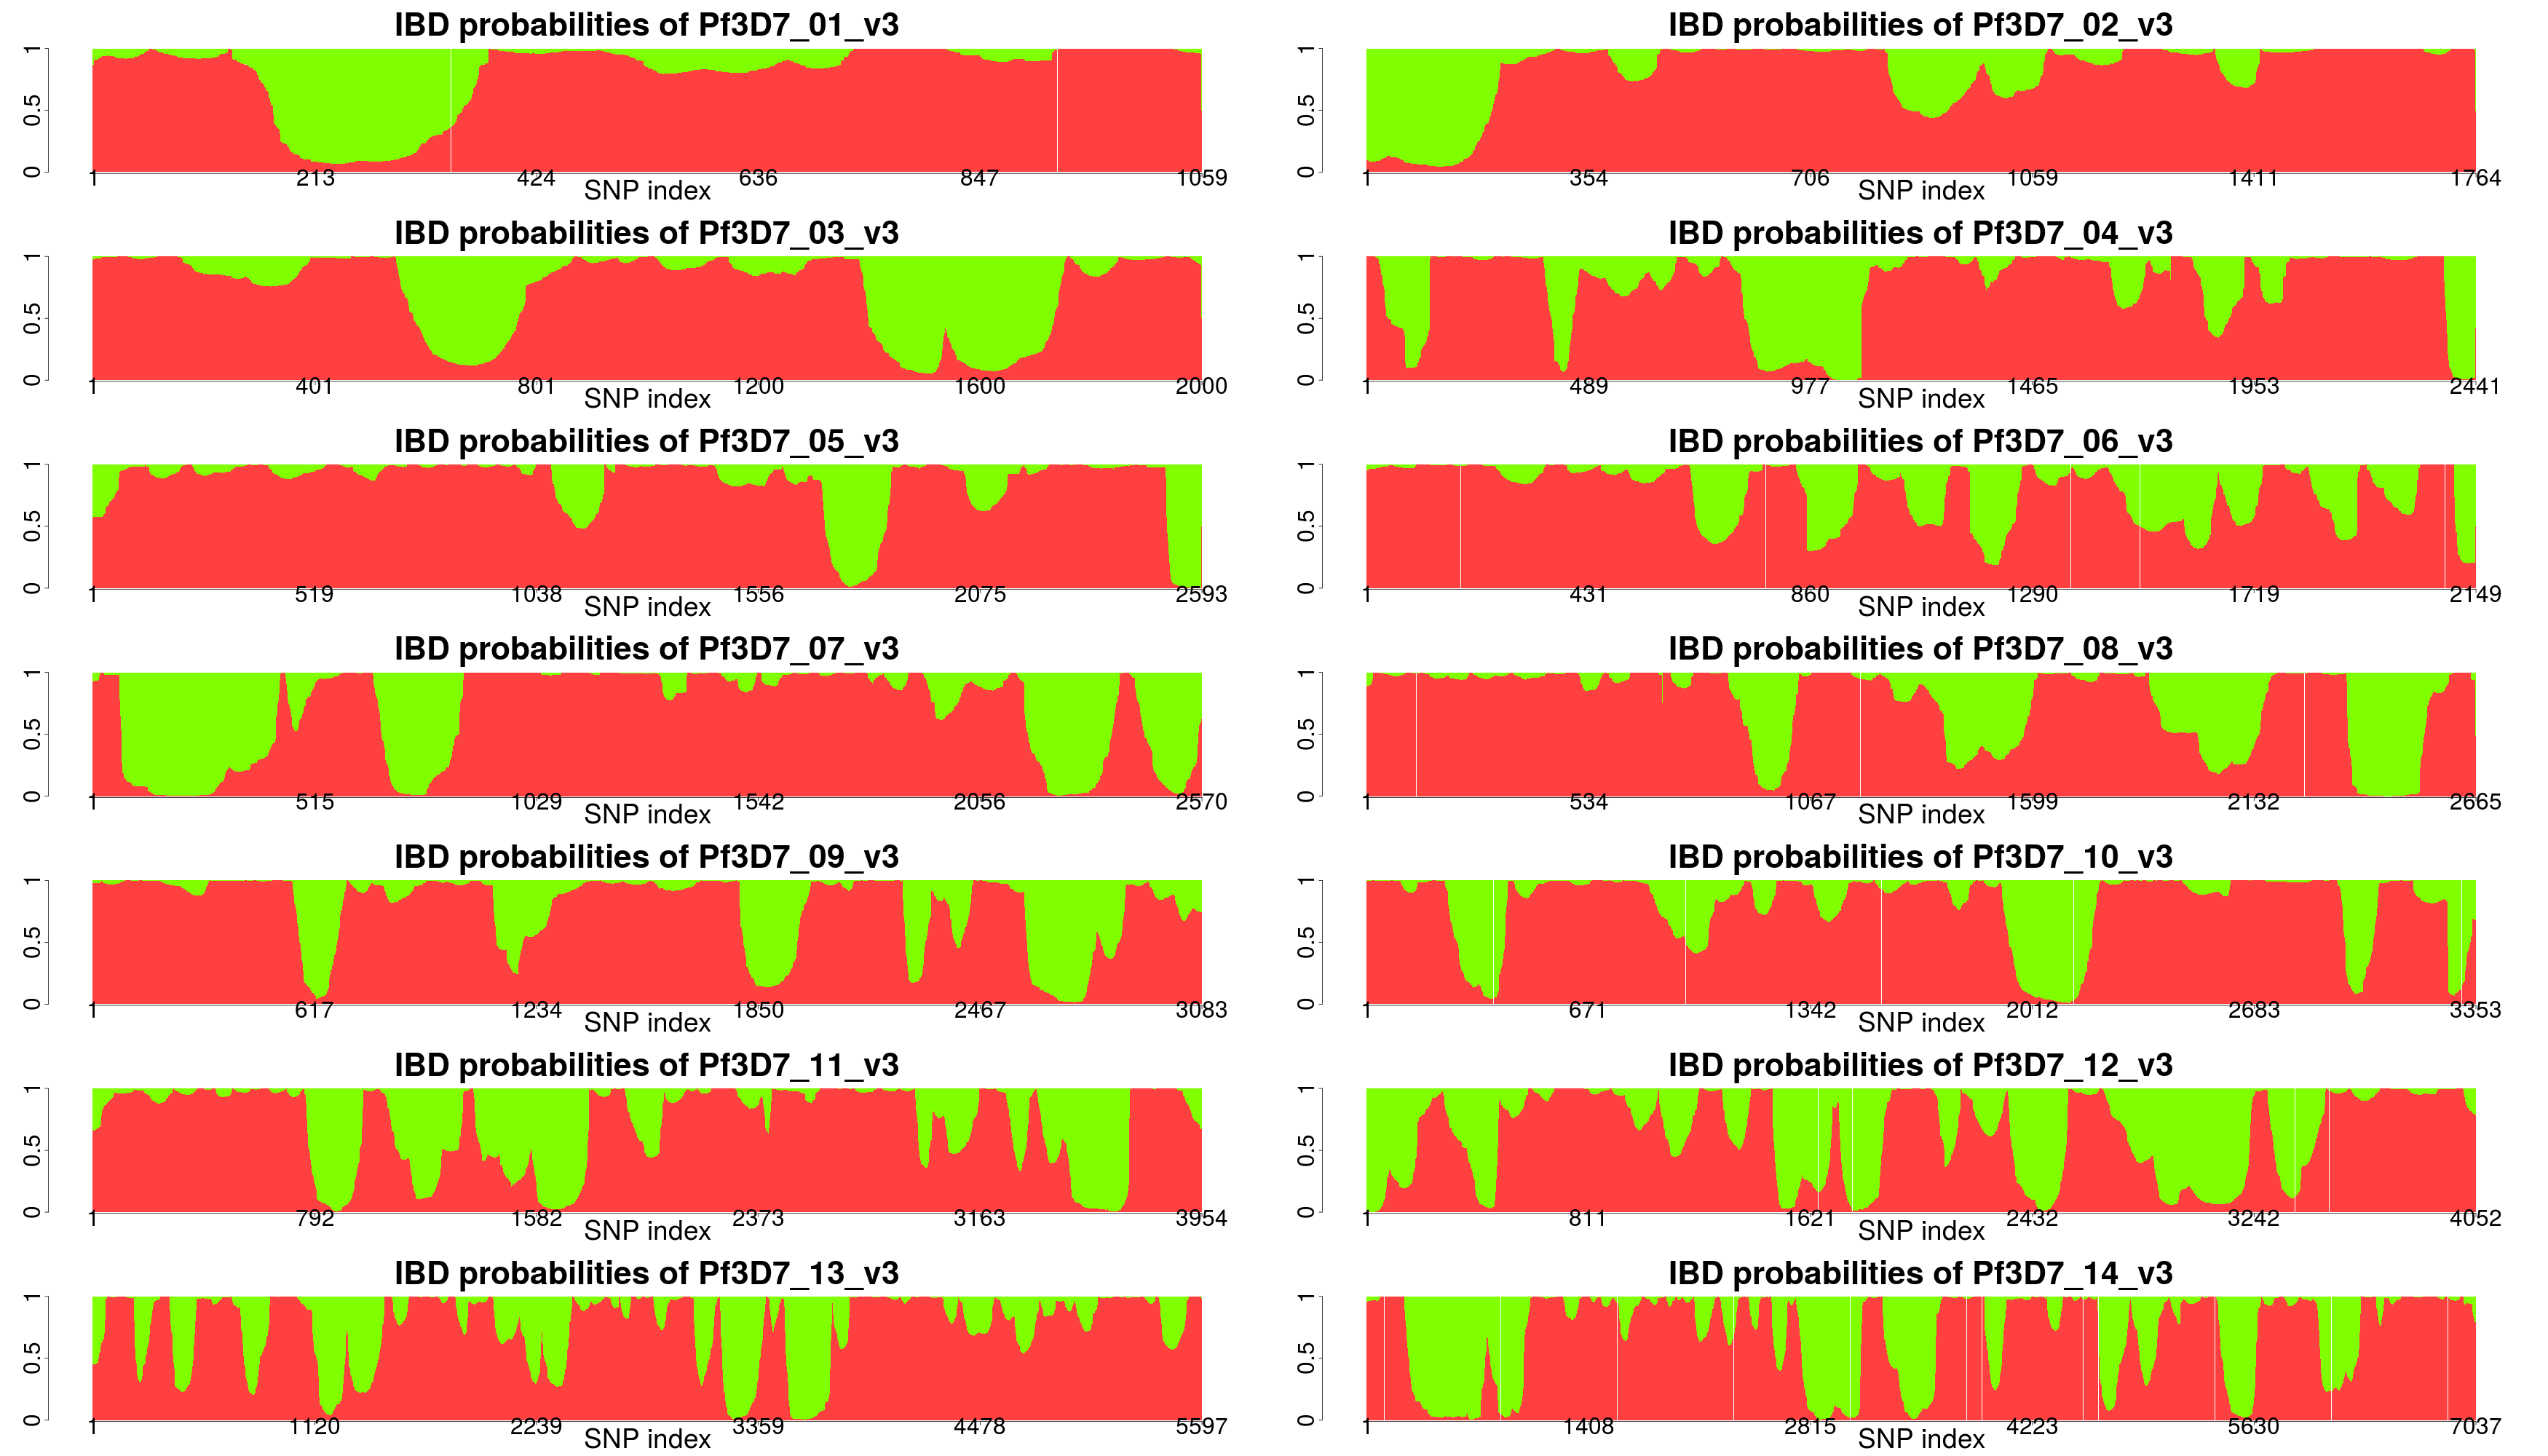 IBD probabilities of Pf3D7_01_v3
0 0.5 1
1 213 424 636 847 1059
SNP index
IBD probabilities of Pf3D7_02_v3
0 0.5 1
1 354 706 1059 1411 1764
SNP index
IBD probabilities of Pf3D7_03_v3
0 0.5 1
1 401 801 1200 1600 2000
SNP index
IBD probabilities of Pf3D7_04_v3
0 0.5 1
1 489 977 1465 1953 2441
SNP index
IBD probabilities of Pf3D7_05_v3
0 0.5 1
1 519 1038 1556 2075 2593
SNP index
IBD probabilities of Pf3D7_06_v3
0 0.5 1
1 431 860 1290 1719 2149
SNP index
IBD probabilities of Pf3D7_07_v3
0 0.5 1
1 515 1029 1542 2056 2570
SNP index
IBD probabilities of Pf3D7_08_v3
0 0.5 1
1 534 1067 1599 2132 2665
SNP index
IBD probabilities of Pf3D7_09_v3
0 0.5 1
1 617 1234 1850 2467 3083
SNP index
IBD probabilities of Pf3D7_10_v3
0 0.5 1
1 671 1342 2012 2683 3353
SNP index
IBD probabilities of Pf3D7_11_v3
0 0.5 1
1 792 1582 2373 3163 3954
SNP index
IBD probabilities of Pf3D7_12_v3
0 0.5 1
1 811 1621 2432 3242 4052
SNP index
IBD probabilities of Pf3D7_13_v3
0 0.5 1
1 1120 2239 3359 4478 5597
SNP index
IBD probabilities of Pf3D7_14_v3
0 0.5 1
1 1408 2815 4223 5630 7037
SNP index